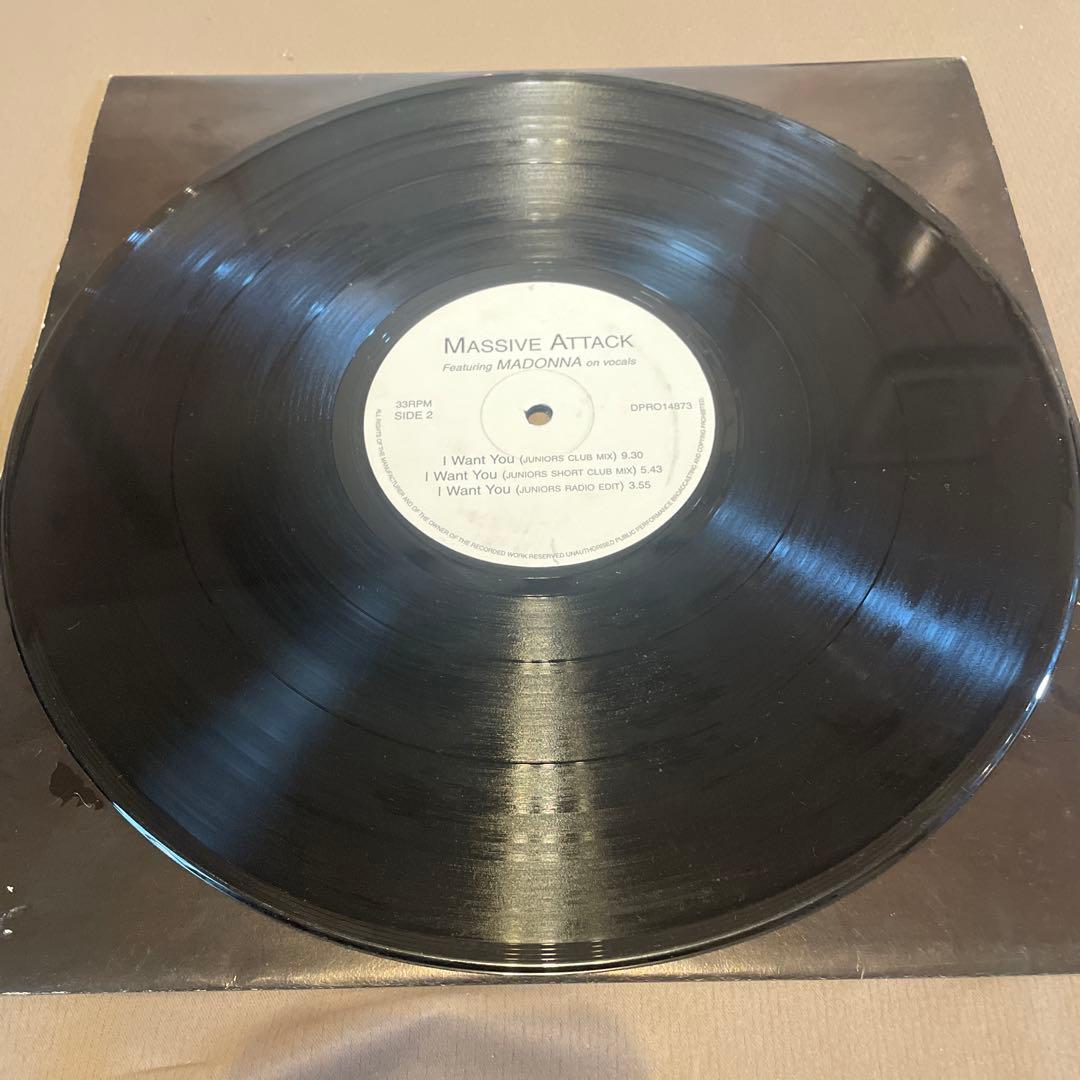 MASSIVE ATTACK
Featuring MADONNA on vocals
33RPM
SIDE 2
DPRO14873
I Want You (JUNIORS CLUB MIX) 9.30
I Want You (JUNIORS SHORT CLUB MIX) 5.43
I Want You (JUNIORS RADIO EDIT) 3.55
ALL RIGHTS OF THE MANUFACTURER AND OF THE OWNER OF THE RECORDED WORK RESERVED UNAUTHORISED PUBLIC PERFORMANCE, BROADCASTING AND COPYING PROHIBITED.